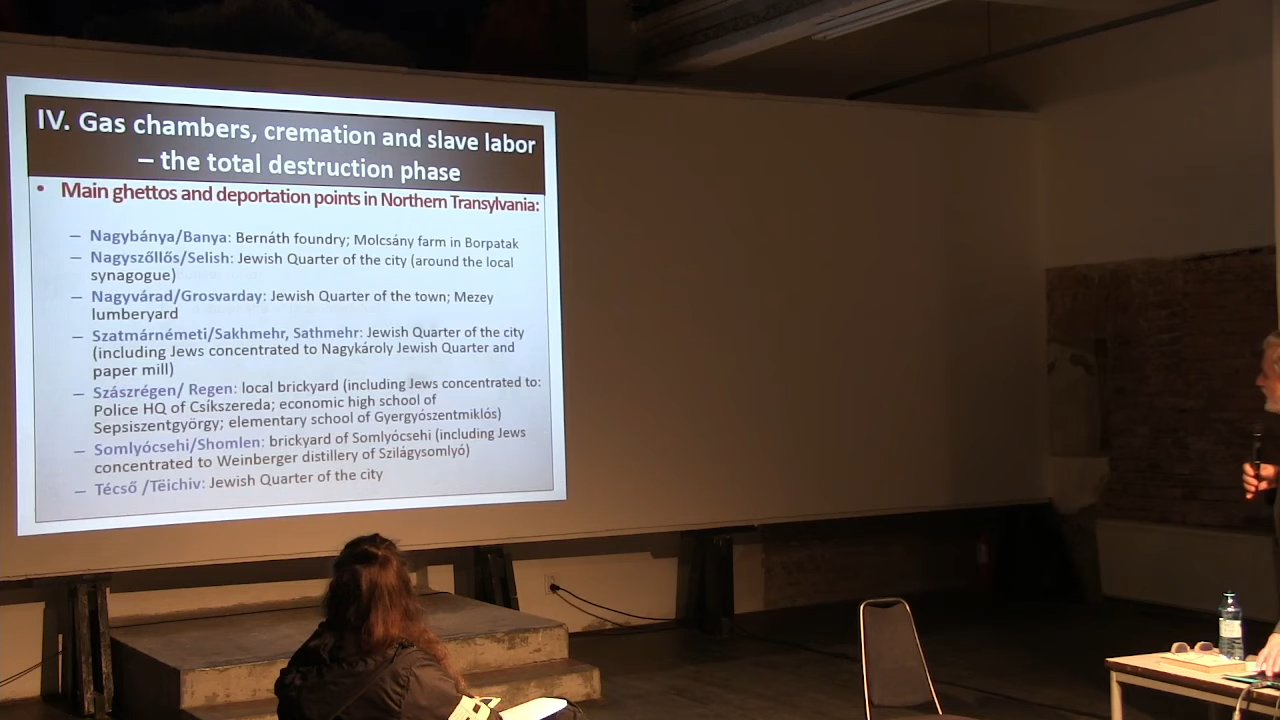 IV. Gas chambers, cremation and slave labor
– the total destruction phase
• Main ghettos and deportation points in Northern Transylvania:
– Nagybánya/Banya: Bernáth foundry; Molcsány farm in Borpatak
– Nagyszőllős/Selish: Jewish Quarter of the city (around the local
synagogue)
– Nagyvárad/Grosvarday: Jewish Quarter of the town; Mezey
lumberyard
– Szatmárnémeti/Sakhmehr, Sathmehr: Jewish Quarter of the city
(including Jews concentrated to Nagykároly Jewish Quarter and
paper mill)
– Szászrégen/ Regen: local brickyard (including Jews concentrated to:
Police HQ of Csíkszereda; economic high school of
Sepsiszentgyörgy; elementary school of Gyergyószentmiklós)
– Somlyócsehi/Shomlen: brickyard of Somlyócsehi (including Jews
concentrated to Weinberger distillery of Szilágysomlyó)
– Técső /Tëichiv: Jewish Quarter of the city